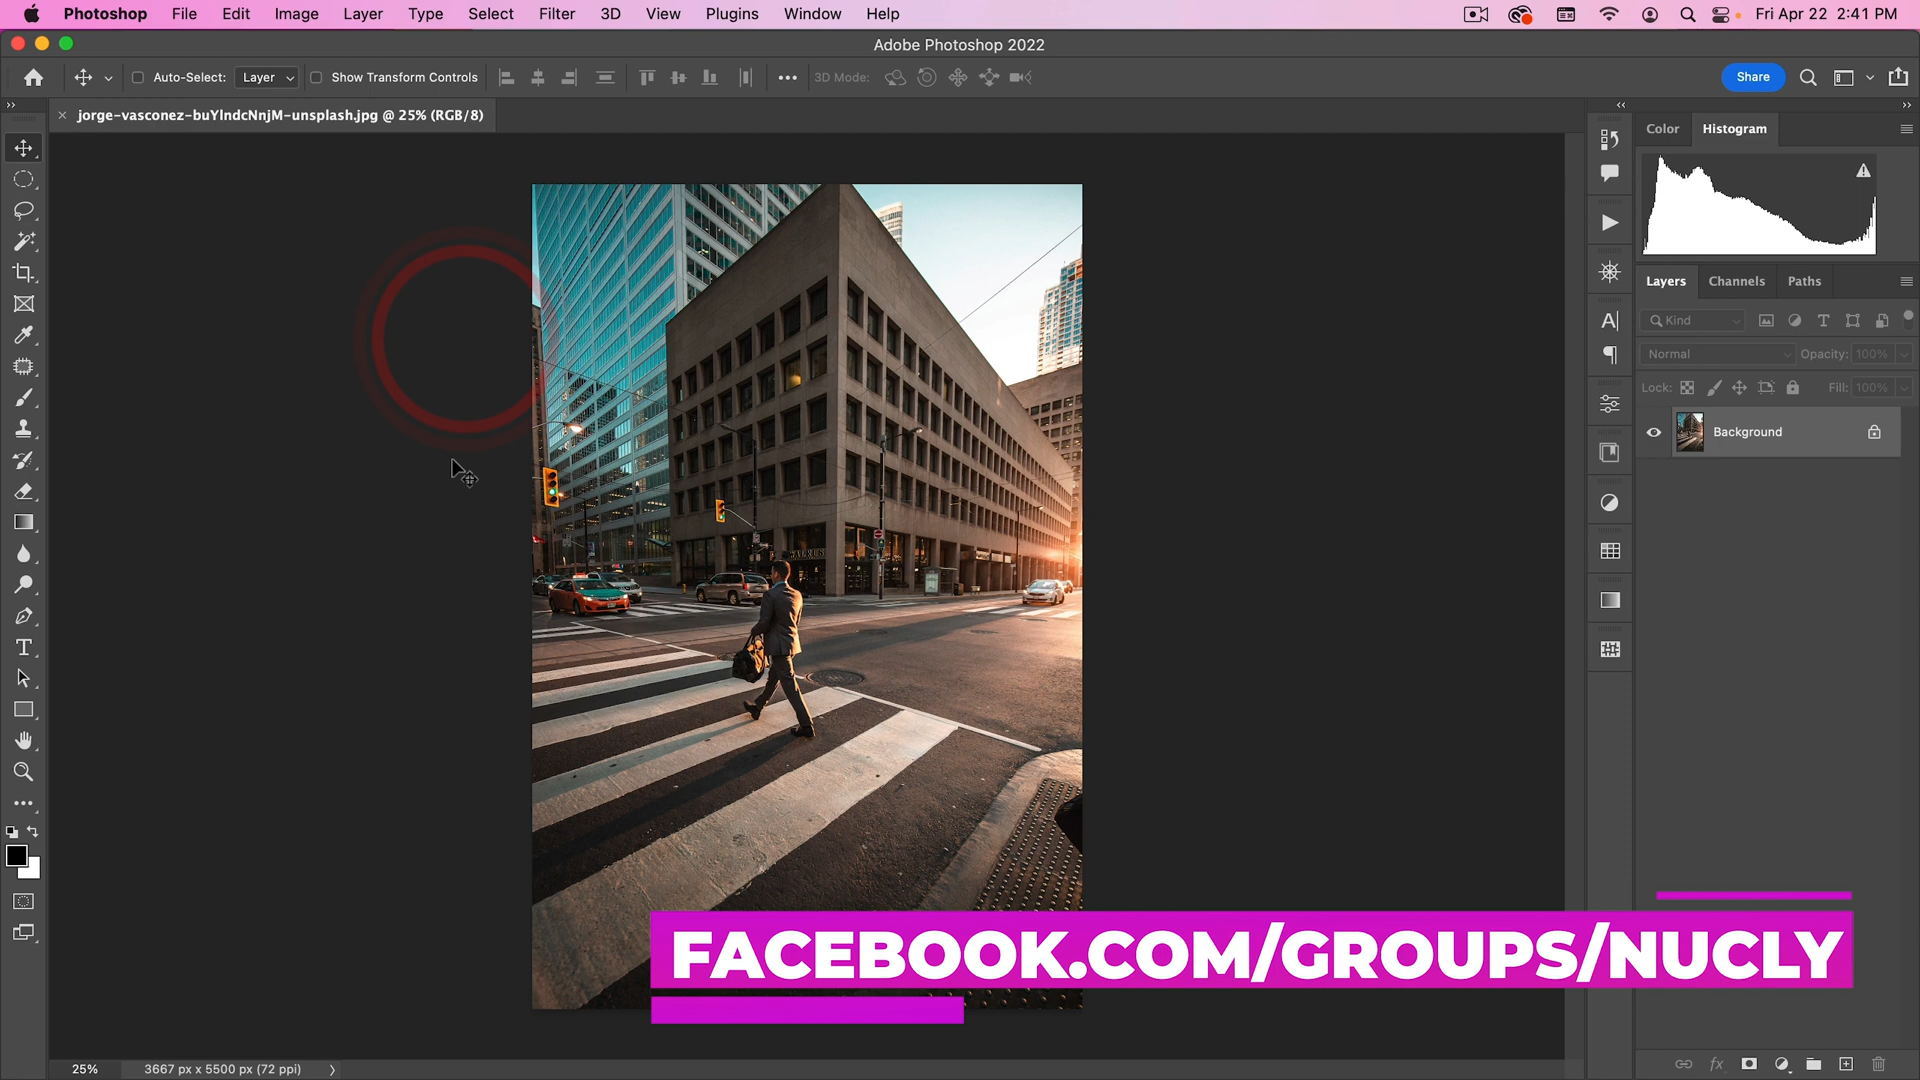 Photoshop File Edit Image Layer Type Select Filter 3D View Plugins Window Help Fri Apr 22 2:41 PM
Adobe Photoshop 2022
Auto-Select: Layer Show Transform Controls 3D Mode: Share
jorge-vasconez-buYlndcNnjM-unsplash.jpg @ 25% (RGB/8)
Color Histogram
Layers Channels Paths
Kind
Normal Opacity: 100%
Lock: Fill: 100%
Background
FACEBOOK.COM/GROUPS/NUCLY
25% 3667 px x 5500 px (72 ppi)